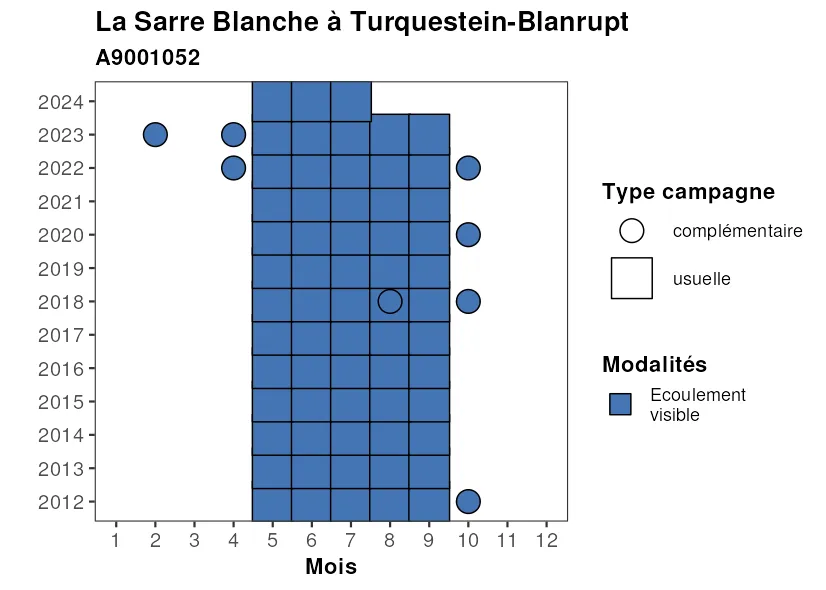 La Sarre Blanche à Turquestein-Blanrupt
A9001052
2024
2023
2022
2021
2020
2019
2018
2017
2016
2015
2014
2013
2012
1 2 3 4 5 6 7 8 9 10 11 12
Mois
Type campagne
complémentaire
usuelle
Modalités
Ecoulement
visible